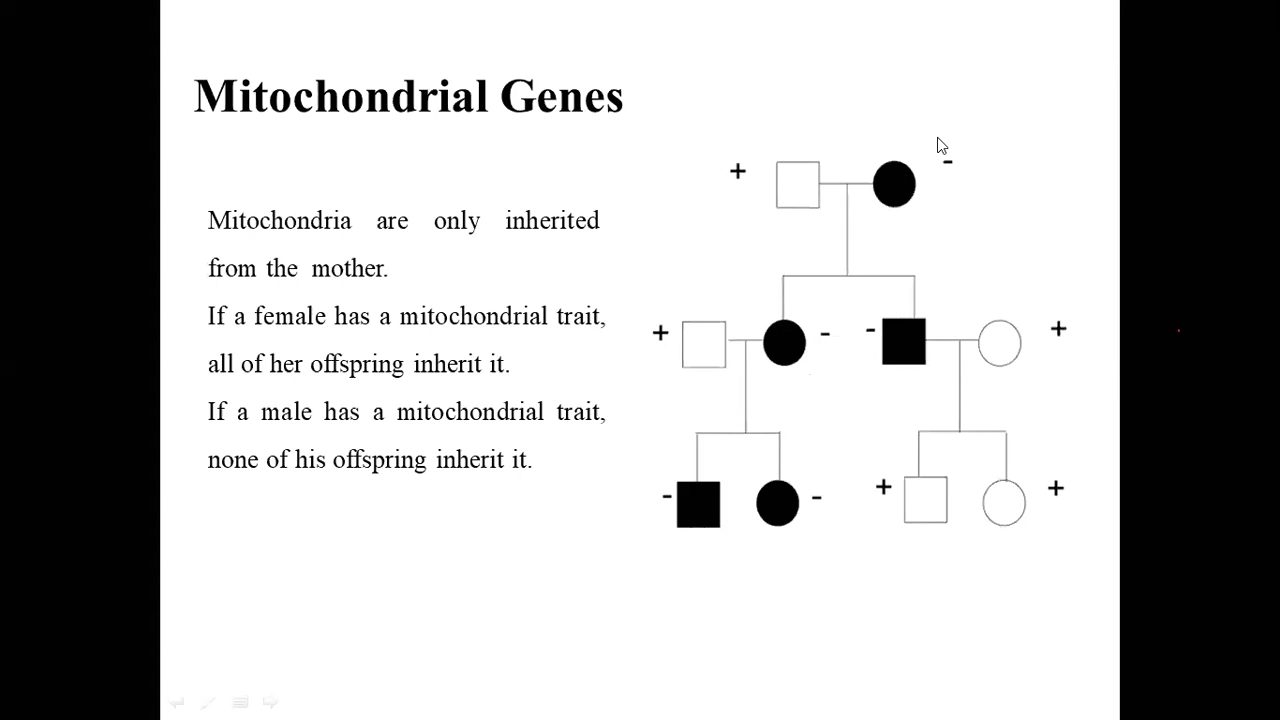 Mitochondrial Genes
Mitochondria are only inherited
from the mother.
If a female has a mitochondrial trait,
all of her offspring inherit it.
If a male has a mitochondrial trait,
none of his offspring inherit it.
+ -
+ - - +
- - + +